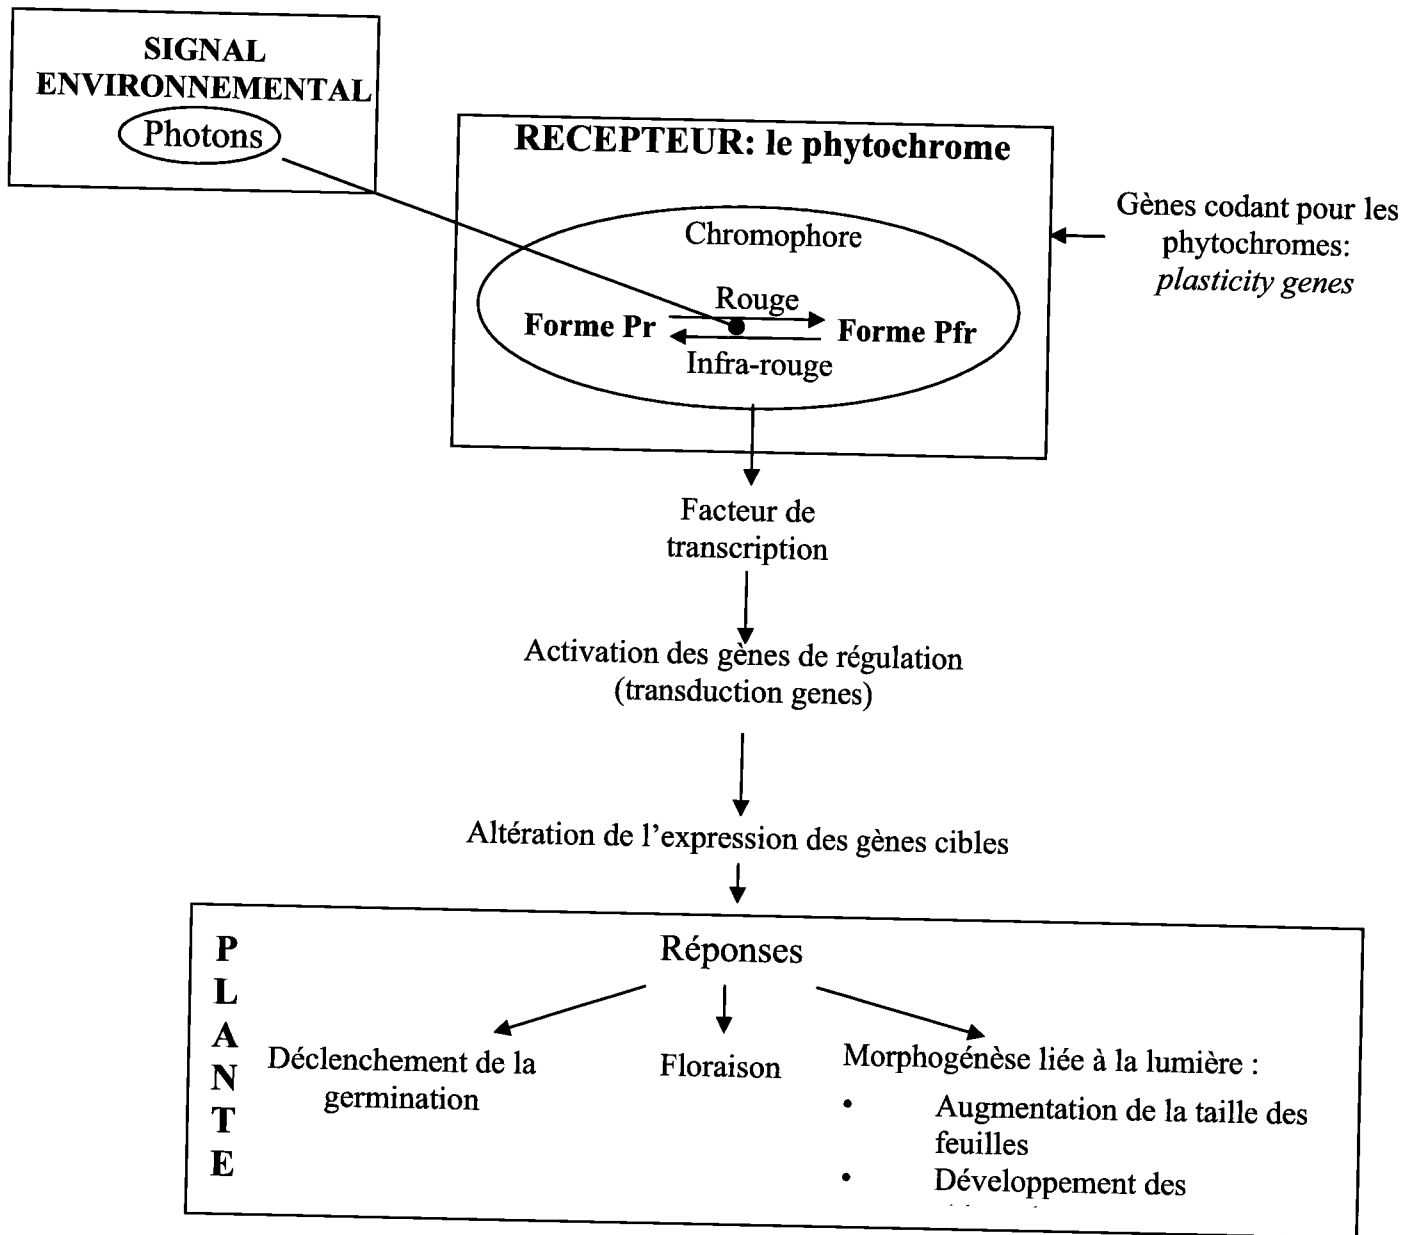 SIGNAL
ENVIRONNEMENTAL
Photons
RECEPTEUR: le phytochrome
Gènes codant pour les
phytochromes:
plasticity genes
Chromophore
Rouge
Forme Pr
Forme Pfr
Infra-rouge
Facteur de
transcription
Activation des gènes de régulation
(transduction genes)
Altération de l'expression des gènes cibles
PLANTE
Réponses
Déclenchement de la
germination
Floraison
Morphogénèse liée à la lumière :
• Augmentation de la taille des
feuilles
• Développement des